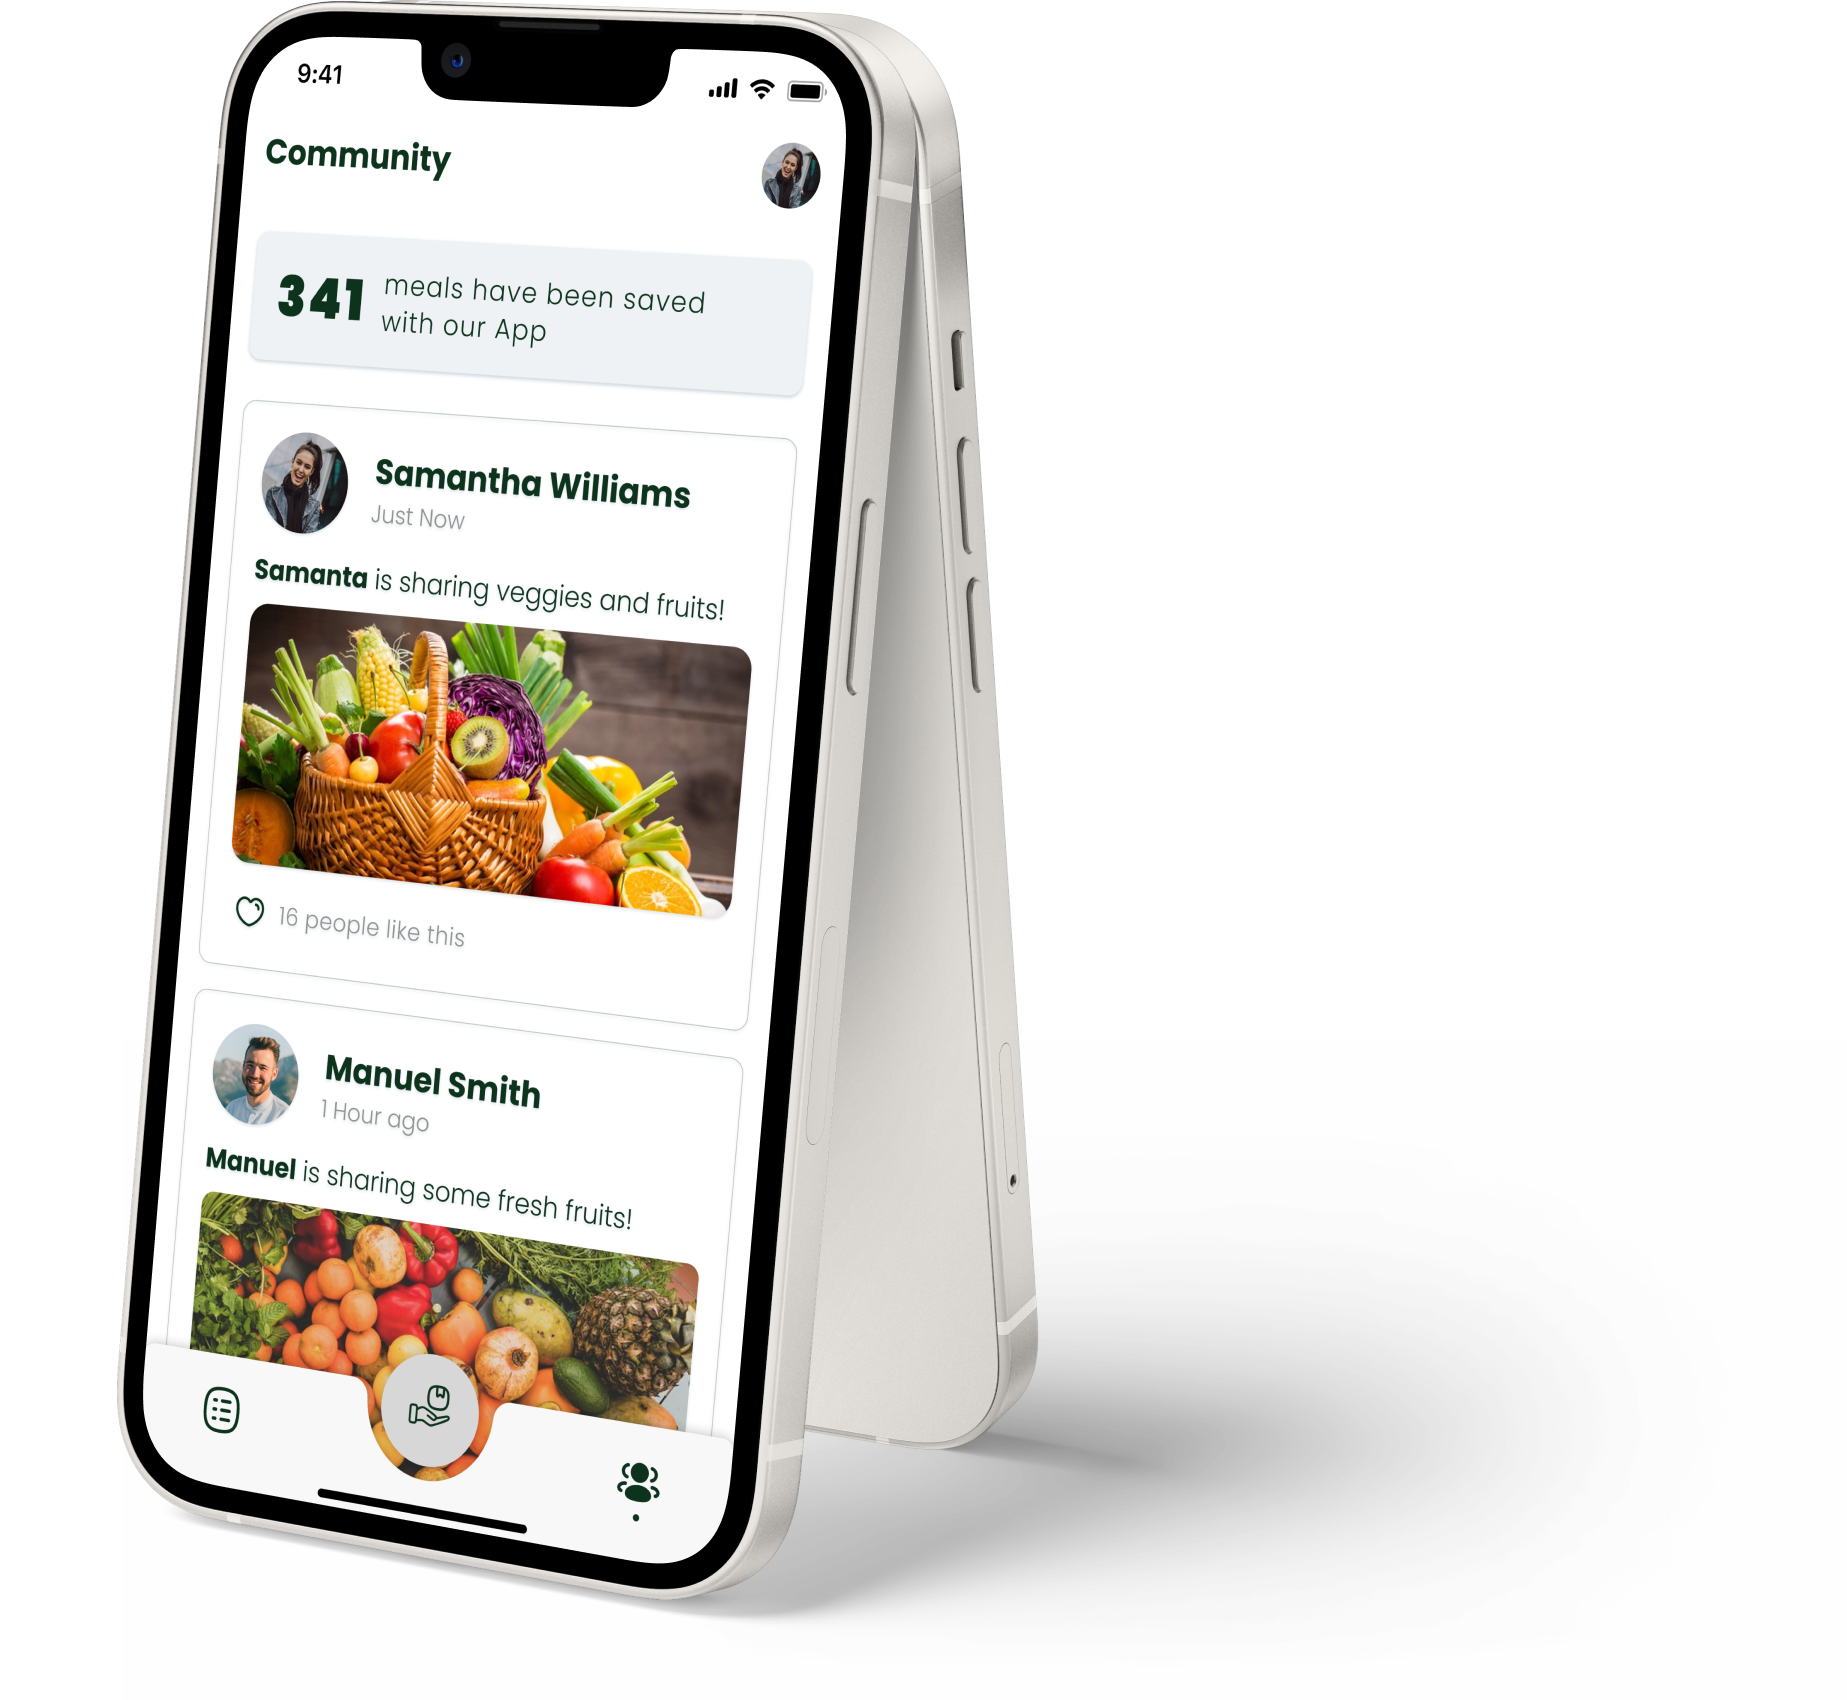 9:41
Community
341
meals have been saved
with our App
Samantha Williams
Just Now
Samanta is sharing veggies and fruits!
16 people like this
Manuel Smith
1 Hour ago
Manuel is sharing some fresh fruits!